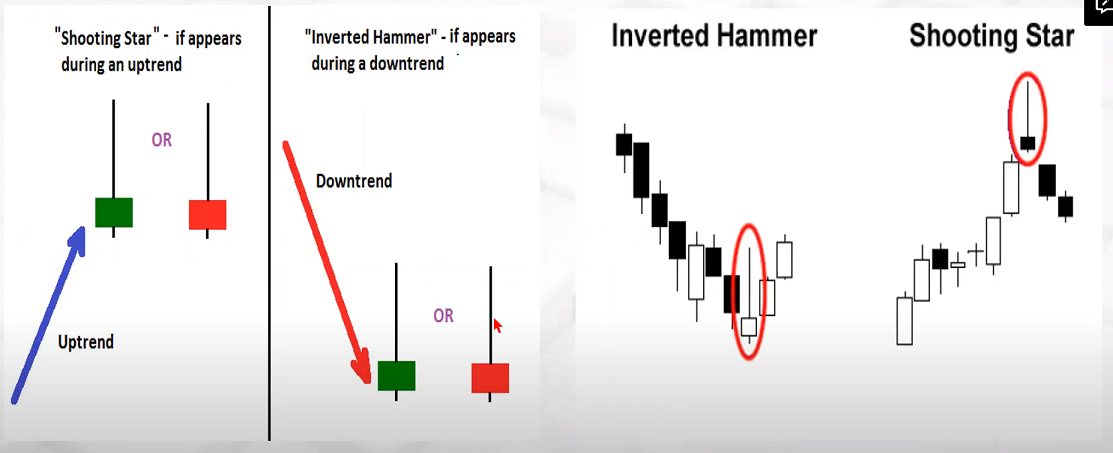 "Shooting Star" - if appears
during an uptrend
OR
Uptrend
"Inverted Hammer" - if appears
during a downtrend
Downtrend
OR
Inverted Hammer
Shooting Star